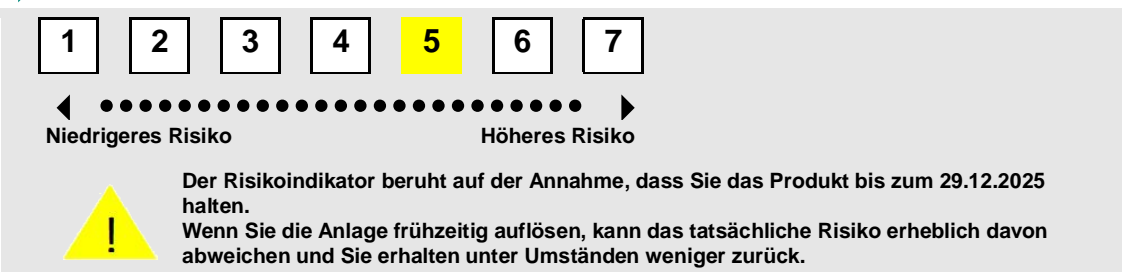 1 2 3 4 5 6 7
Niedrigeres Risiko Höheres Risiko
Der Risikoindikator beruht auf der Annahme, dass Sie das Produkt bis zum 29.12.2025
halten.
! Wenn Sie die Anlage frühzeitig auflösen, kann das tatsächliche Risiko erheblich davon
abweichen und Sie erhalten unter Umständen weniger zurück.